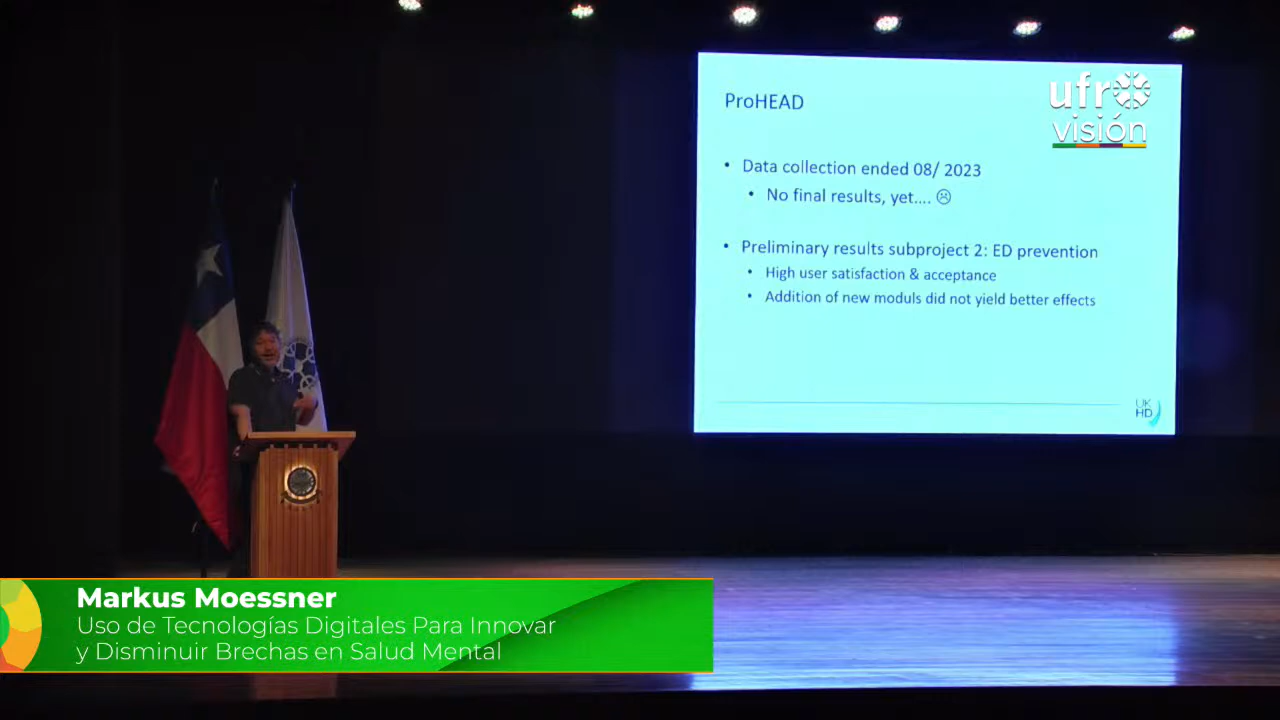 ufro
visión
ProHEAD
• Data collection ended 08/ 2023
• No final results, yet.... ☹
• Preliminary results subproject 2: ED prevention
• High user satisfaction & acceptance
• Addition of new moduls did not yield better effects
UK
HD
Markus Moessner
Uso de Tecnologías Digitales Para Innovar
y Disminuir Brechas en Salud Mental